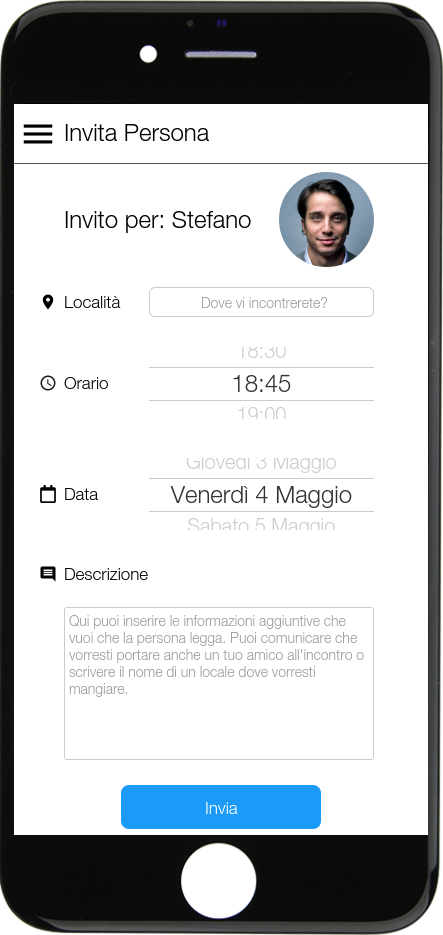 Invita Persona
Invito per: Stefano
Località
Dove vi incontrerete?
18:30
Orario
18:45
19:00
Giovedì 3 Maggio
Data
Venerdì 4 Maggio
Sabato 5 Maggio
Descrizione
Qui puoi inserire le informazioni aggiuntive che
vuoi che la persona legga. Puoi comunicare che
vorresti portare anche un tuo amico all'incontro o
scrivere il nome di un locale dove vorresti
mangiare.
Invia